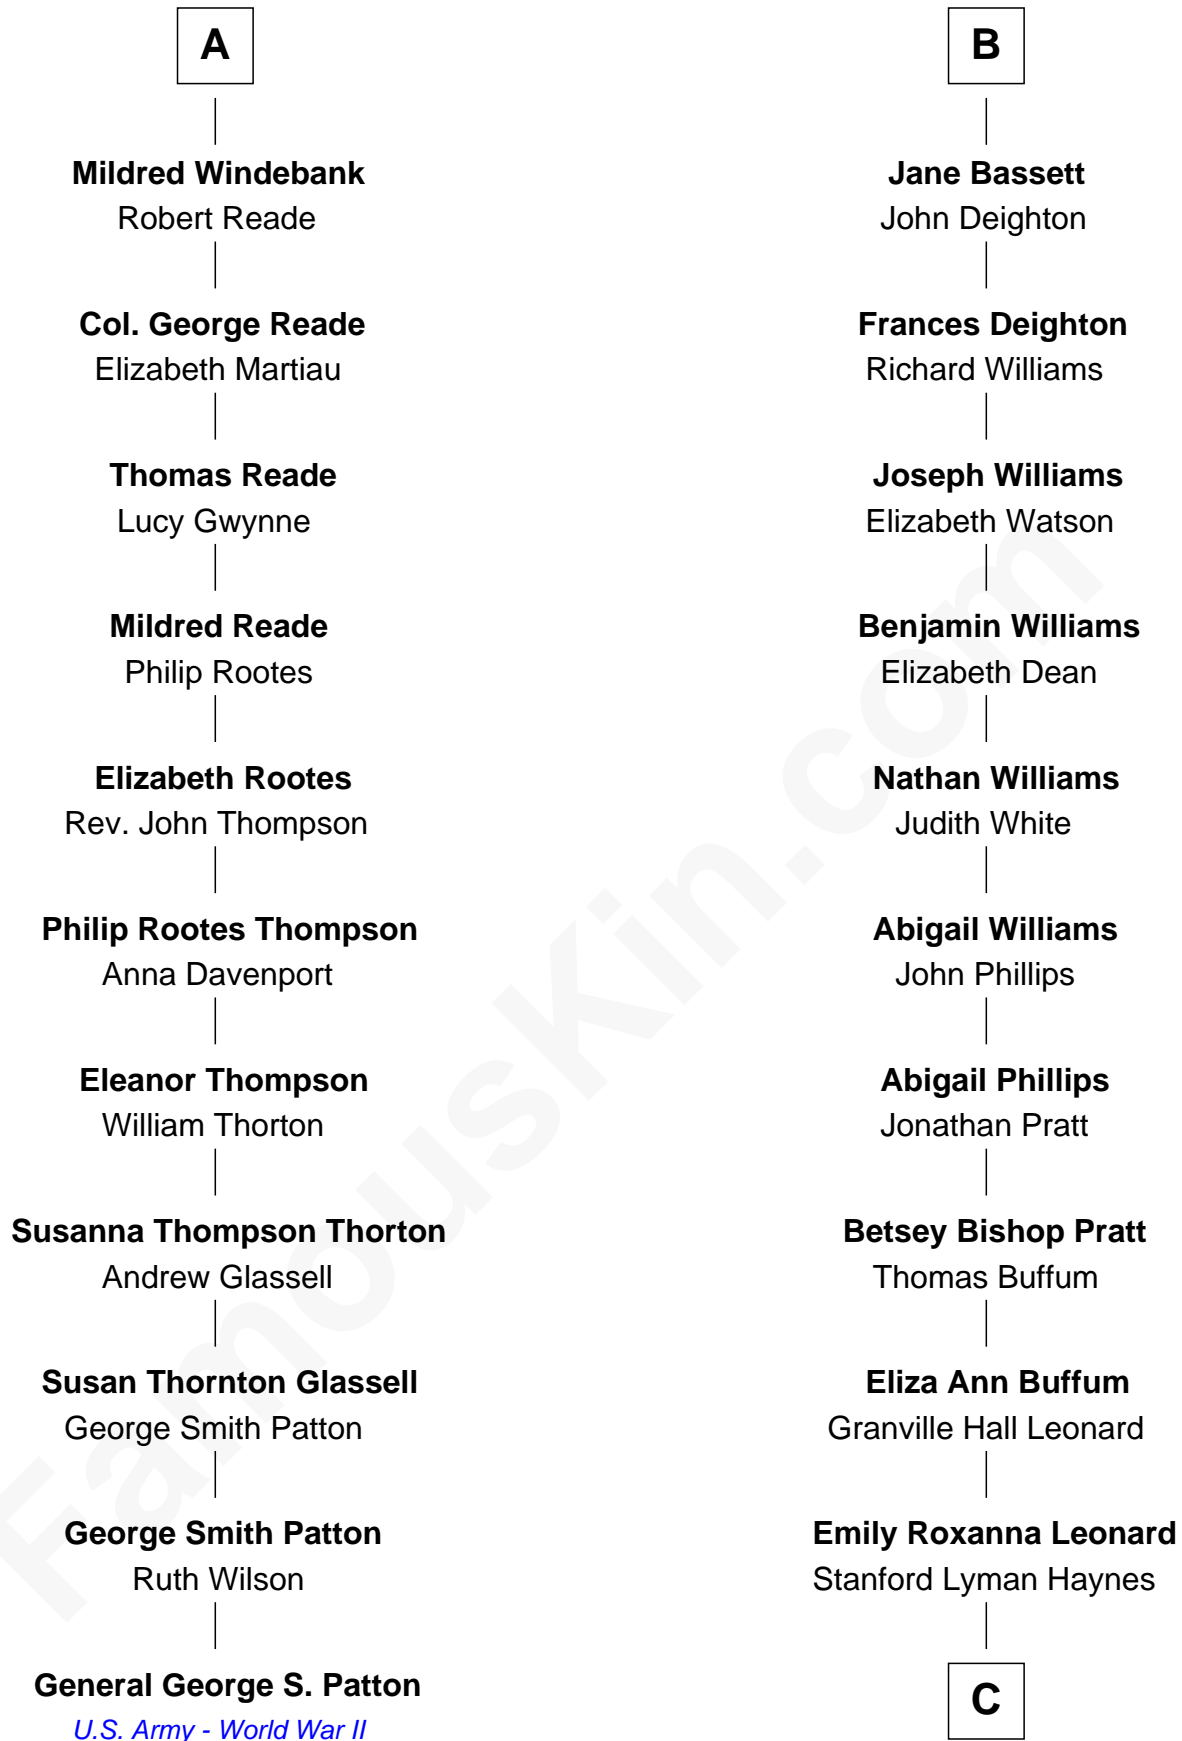 A
Mildred Windebank
Robert Reade
Col. George Reade
Elizabeth Martiau
Thomas Reade
Lucy Gwynne
Mildred Reade
Philip Rootes
Elizabeth Rootes
Rev. John Thompson
Philip Rootes Thompson
Anna Davenport
Eleanor Thompson
William Thorton
Susanna Thompson Thorton
Andrew Glassell
Susan Thornton Glassell
George Smith Patton
George Smith Patton
Ruth Wilson
General George S. Patton
U.S. Army - World War II
B
Jane Bassett
John Deighton
Frances Deighton
Richard Williams
Joseph Williams
Elizabeth Watson
Benjamin Williams
Elizabeth Dean
Nathan Williams
Judith White
Abigail Williams
John Phillips
Abigail Phillips
Jonathan Pratt
Betsey Bishop Pratt
Thomas Buffum
Eliza Ann Buffum
Granville Hall Leonard
Emily Roxanna Leonard
Stanford Lyman Haynes
C
FamousKin.com